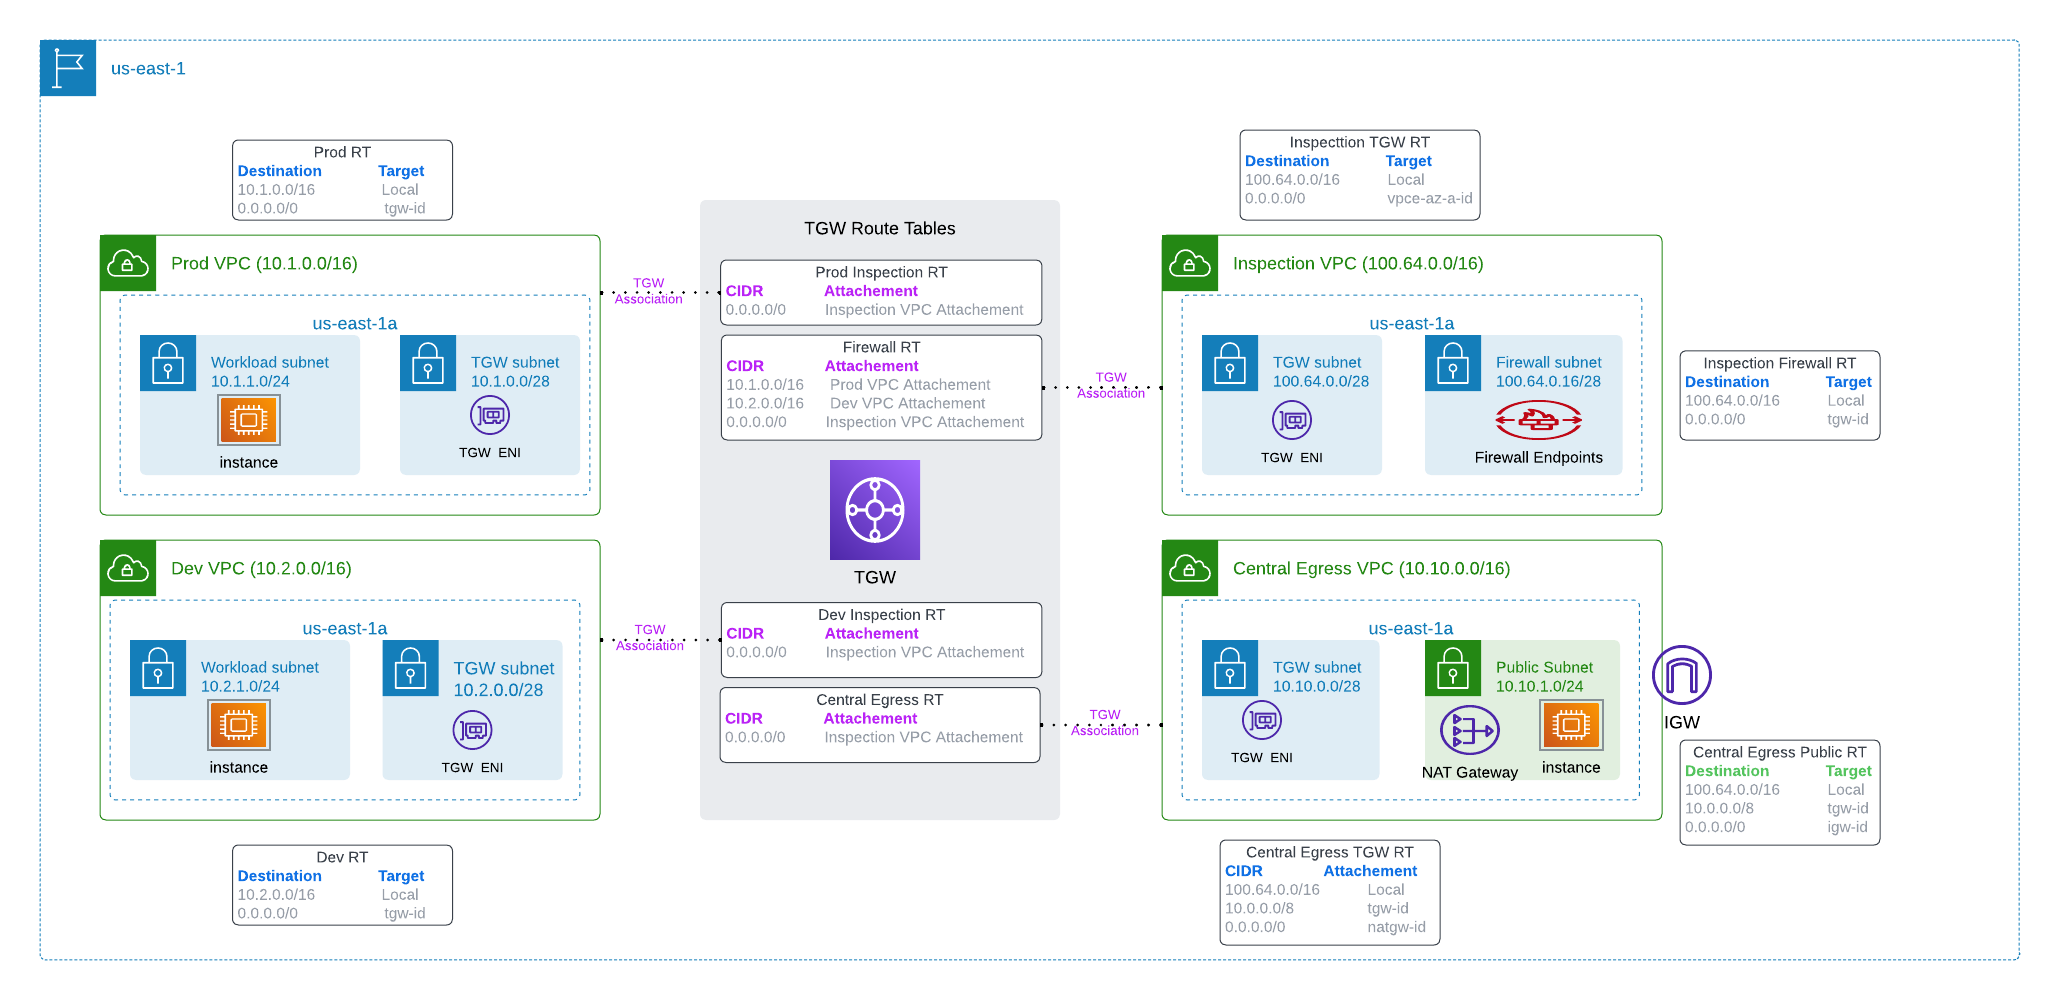 us-east-1
Prod RT
Destination Target
10.1.0.0/16 Local
0.0.0.0/0 tgw-id
Prod VPC (10.1.0.0/16)
us-east-1a
Workload subnet
10.1.1.0/24
instance
TGW subnet
10.1.0.0/28
TGW ENI
TGW
Association
Dev VPC (10.2.0.0/16)
us-east-1a
Workload subnet
10.2.1.0/24
instance
TGW subnet
10.2.0.0/28
TGW ENI
TGW
Association
Dev RT
Destination Target
10.2.0.0/16 Local
0.0.0.0/0 tgw-id
TGW Route Tables
Prod Inspection RT
CIDR Attachement
0.0.0.0/0 Inspection VPC Attachement
Firewall RT
CIDR Attachement
10.1.0.0/16 Prod VPC Attachement
10.2.0.0/16 Dev VPC Attachement
0.0.0.0/0 Inspection VPC Attachement
TGW
Dev Inspection RT
CIDR Attachement
0.0.0.0/0 Inspection VPC Attachement
Central Egress RT
CIDR Attachement
0.0.0.0/0 Inspection VPC Attachement
TGW
Association
Inspecttion TGW RT
Destination Target
100.64.0.0/16 Local
0.0.0.0/0 vpce-az-a-id
Inspection VPC (100.64.0.0/16)
us-east-1a
TGW subnet
100.64.0.0/28
TGW ENI
Firewall subnet
100.64.0.16/28
Firewall Endpoints
Inspection Firewall RT
Destination Target
100.64.0.0/16 Local
0.0.0.0/0 tgw-id
TGW
Association
Central Egress VPC (10.10.0.0/16)
us-east-1a
TGW subnet
10.10.0.0/28
TGW ENI
Public Subnet
10.10.1.0/24
NAT Gateway
instance
IGW
Central Egress Public RT
Destination Target
100.64.0.0/16 Local
10.0.0.0/8 tgw-id
0.0.0.0/0 igw-id
Central Egress TGW RT
CIDR Attachement
100.64.0.0/16 Local
10.0.0.0/8 tgw-id
0.0.0.0/0 natgw-id